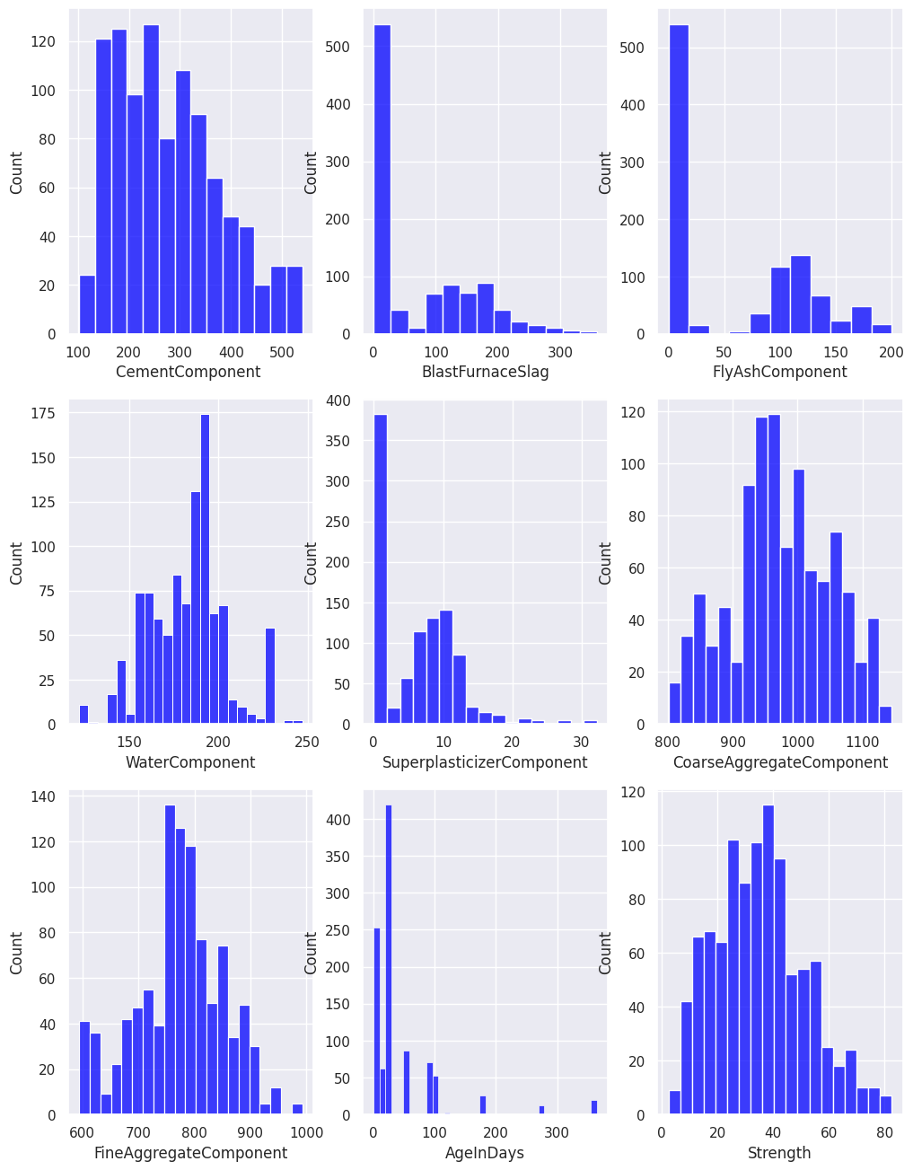 120
100
80
60
40
20
0
Count
100 200 300 400 500
CementComponent
500
400
300
200
100
0
Count
0 100 200 300
BlastFurnaceSlag
500
400
300
200
100
0
Count
0 50 100 150 200
FlyAshComponent
175
150
125
100
75
50
25
0
Count
150 200 250
WaterComponent
400
350
300
250
200
150
100
50
0
Count
0 10 20 30
SuperplasticizerComponent
120
100
80
60
40
20
0
Count
800 900 1000 1100
CoarseAggregateComponent
140
120
100
80
60
40
20
0
Count
600 700 800 900 1000
FineAggregateComponent
400
350
300
250
200
150
100
50
0
Count
0 100 200 300
AgeInDays
120
100
80
60
40
20
0
Count
0 20 40 60 80
Strength